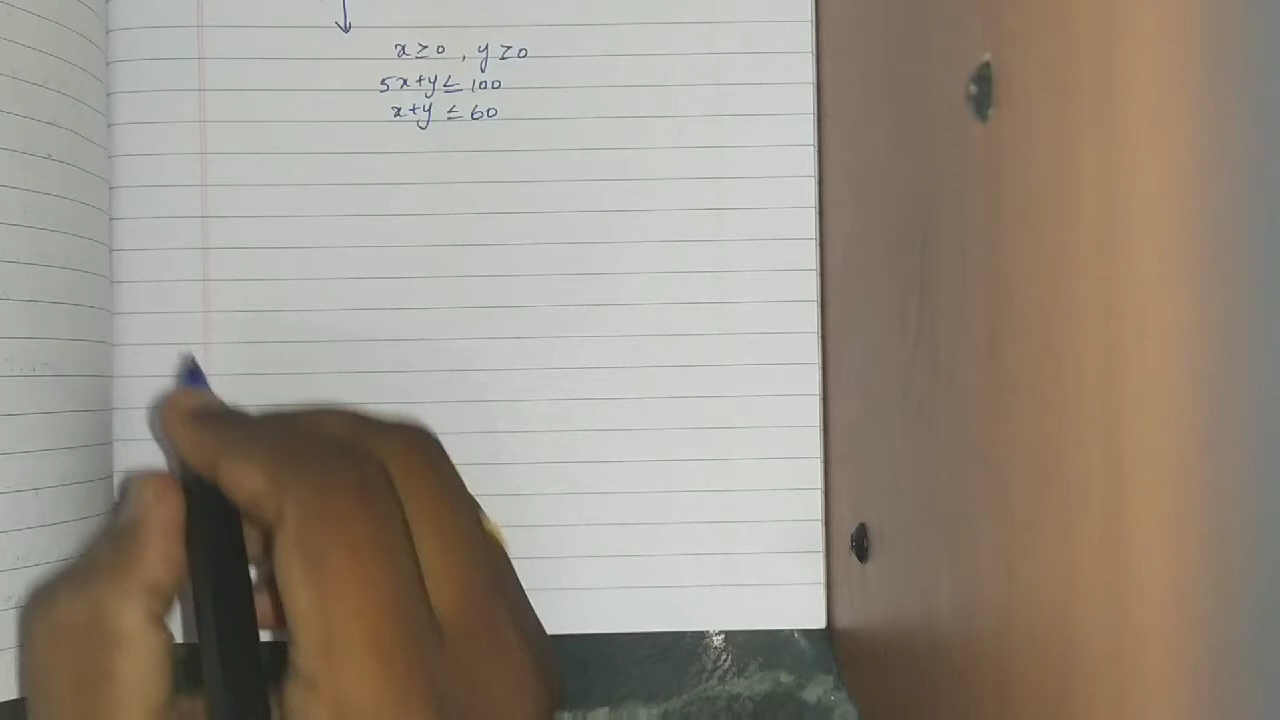 x ≥ 0 , y ≥ 0
5x+y ≤ 100
x+y ≤ 60